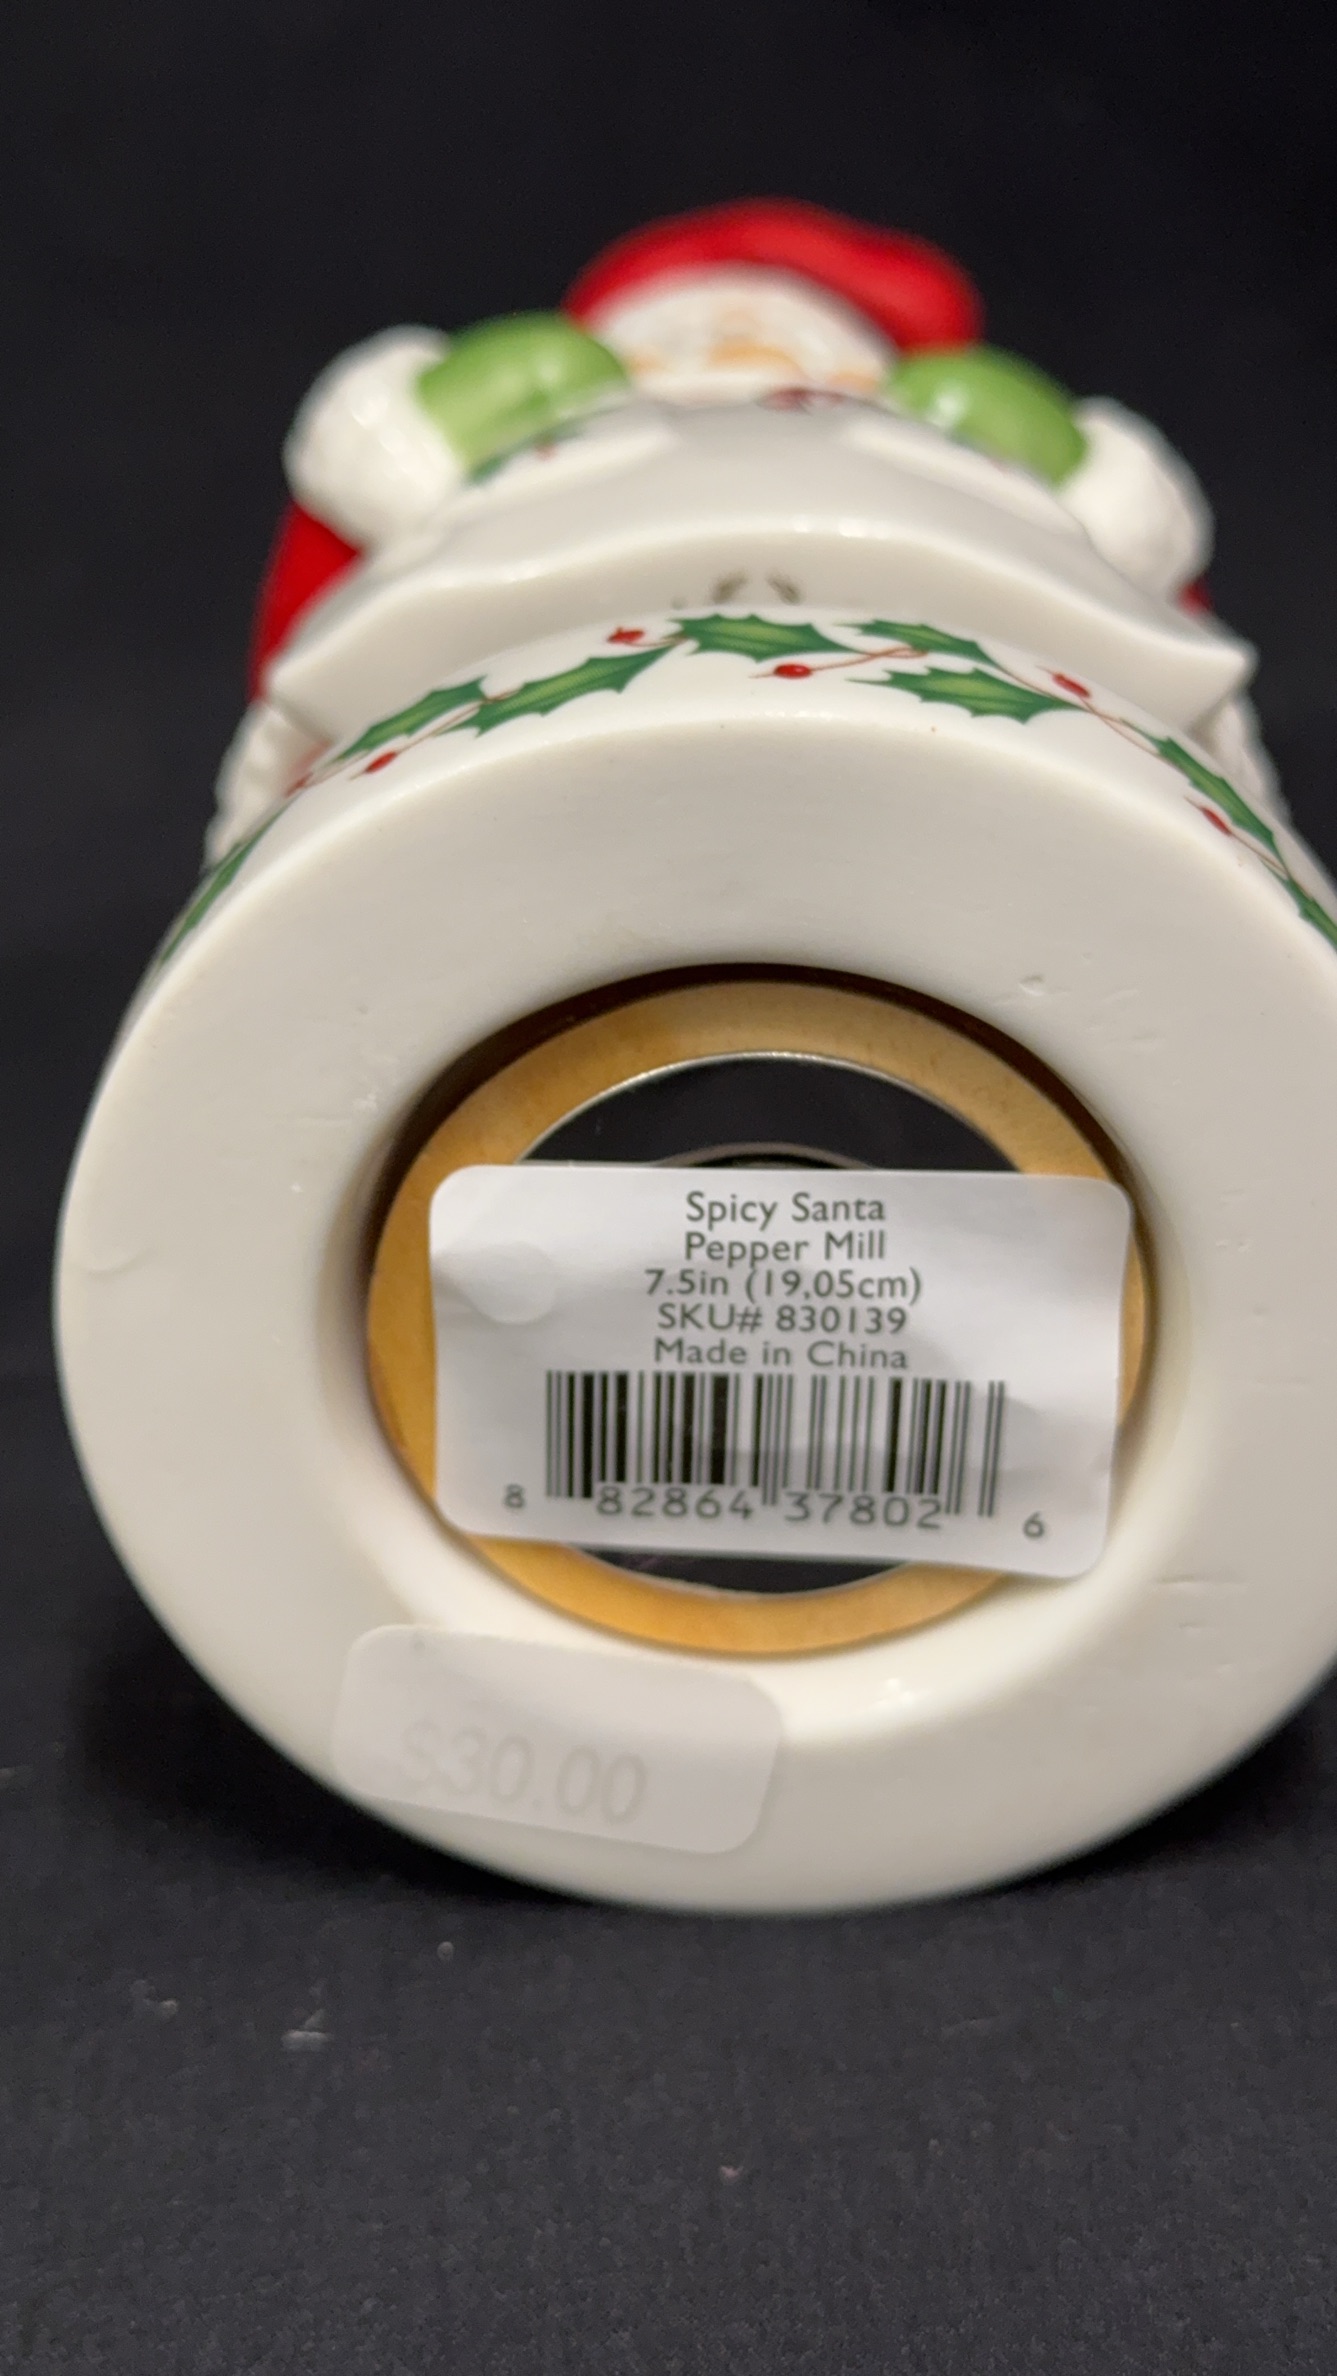 Spicy Santa
Pepper Mill
7.5in (19,05cm)
SKU# 830139
Made in China
8 82864 37802 6
$30.00